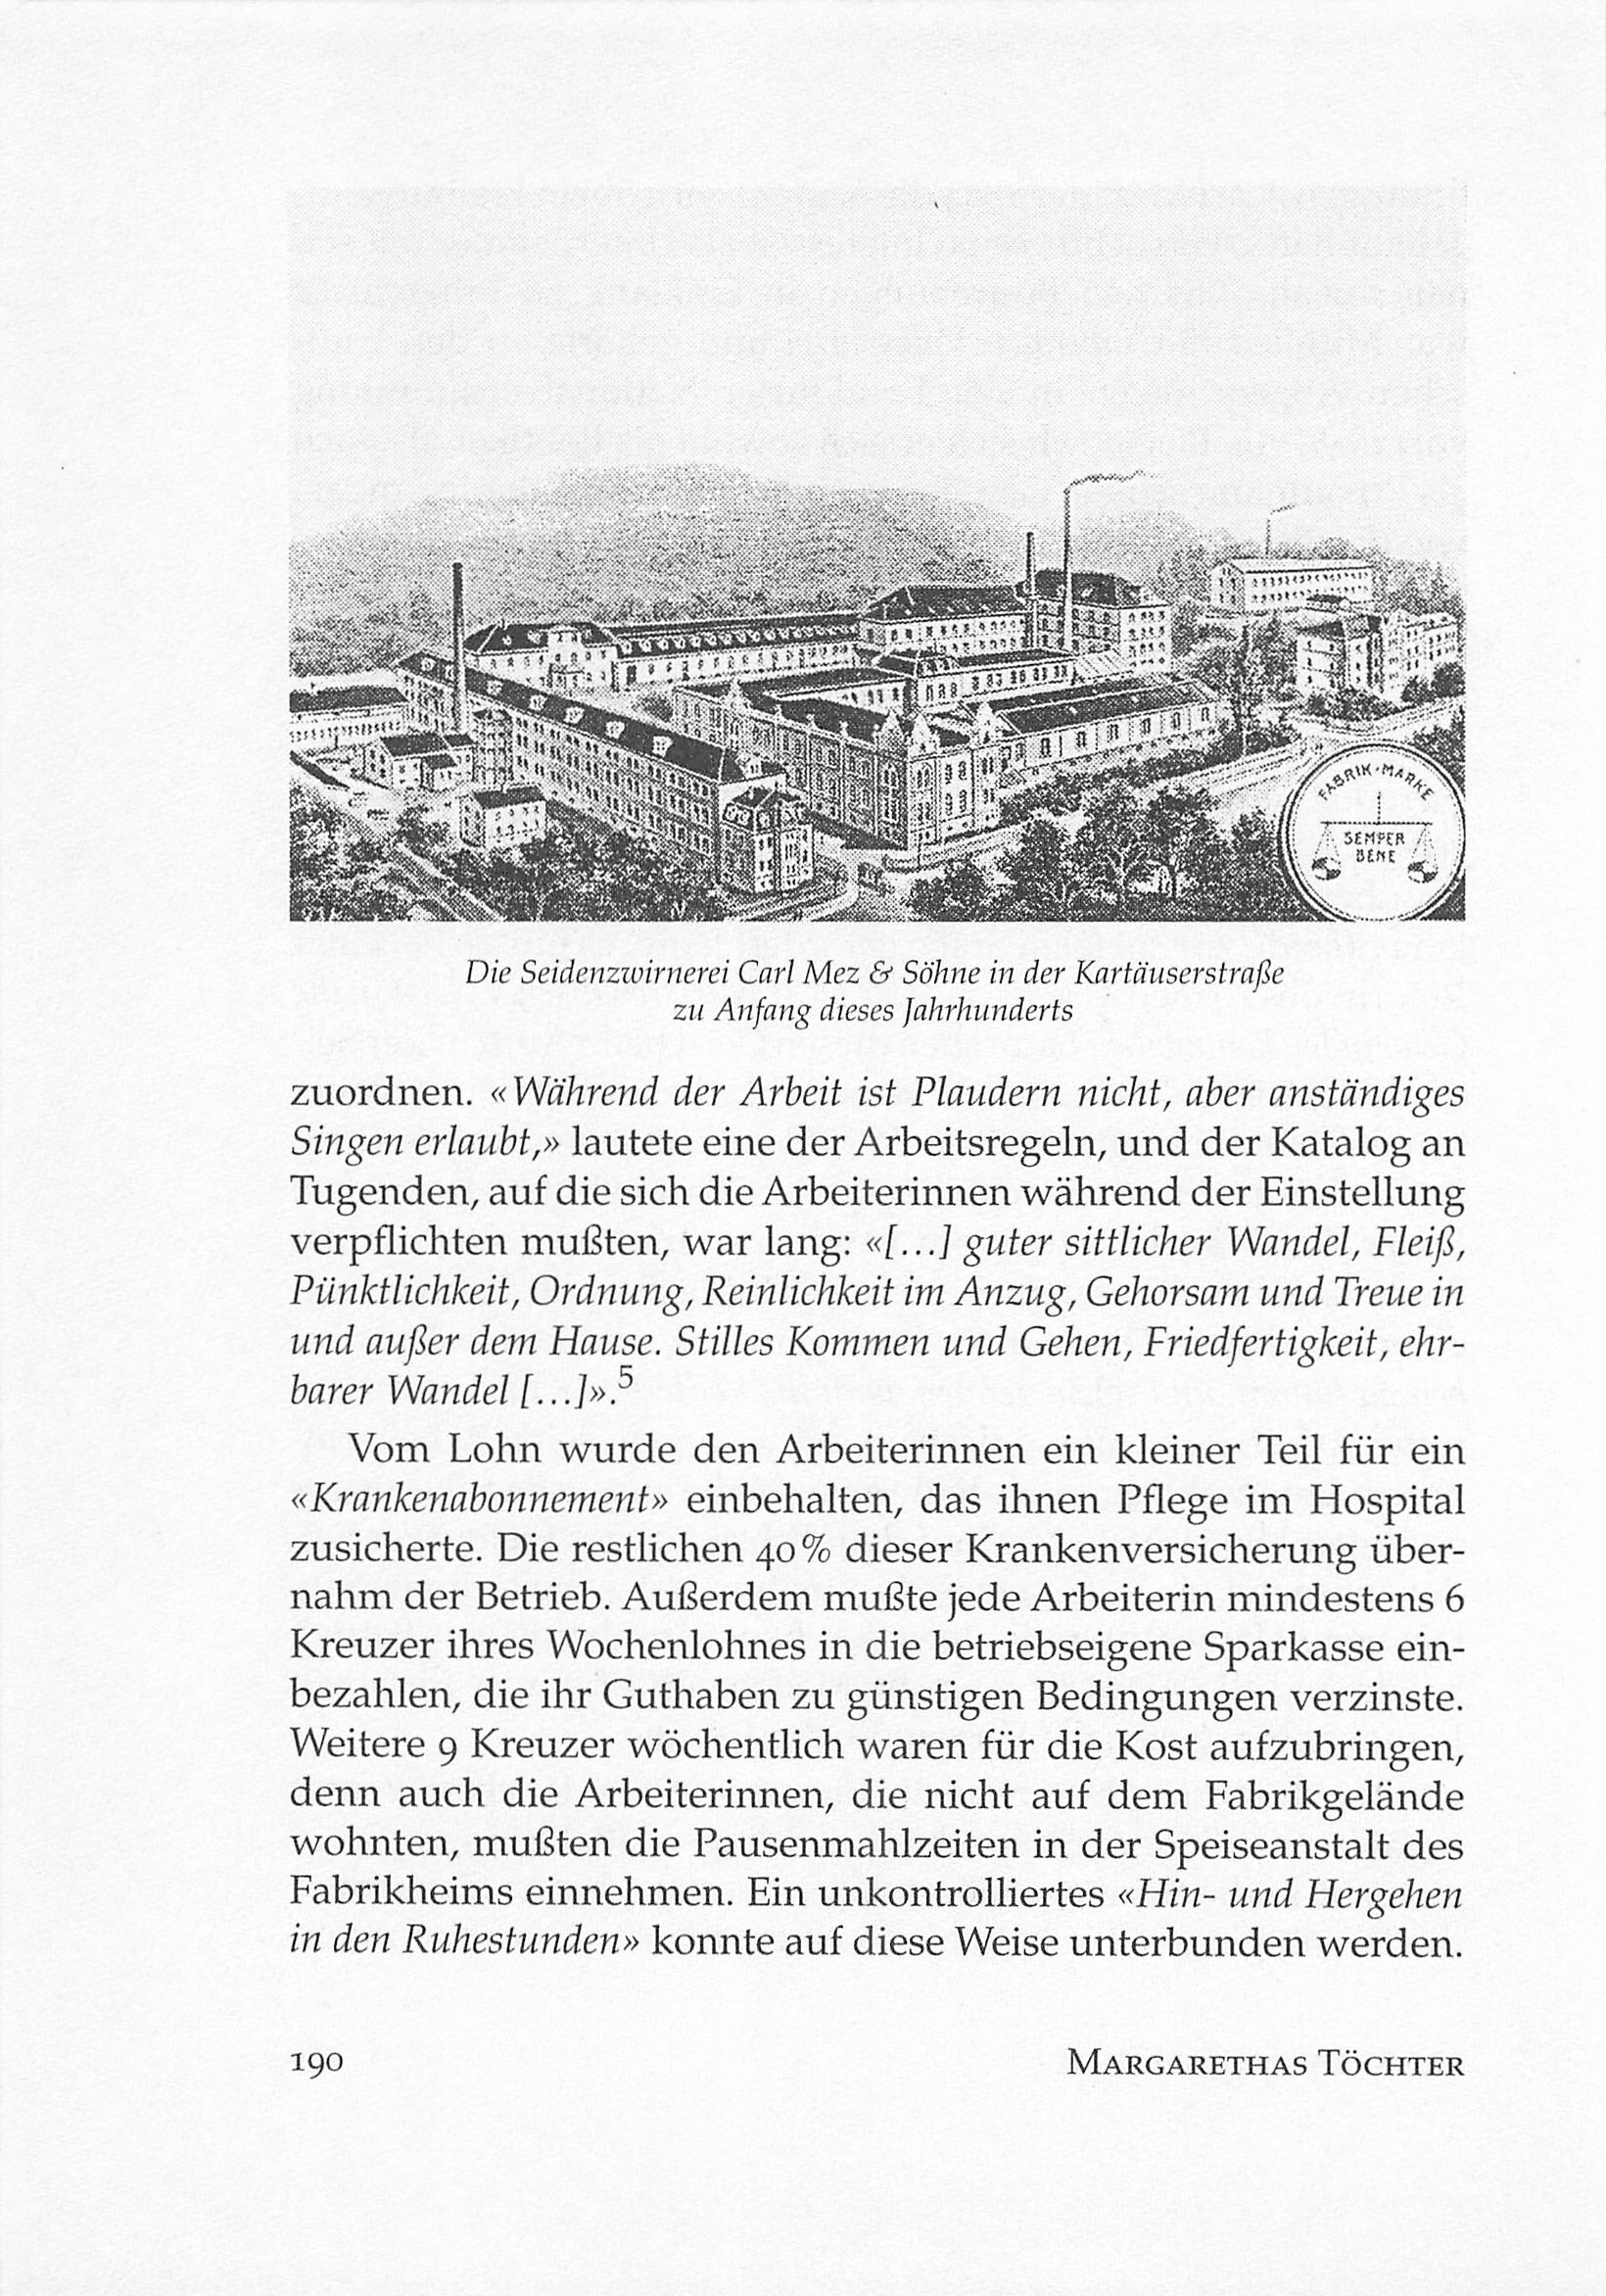 FABRIK·MARKE
SEMPER
BENE
Die Seidenzwirnerei Carl Mez & Söhne in der Kartäuserstraße
zu Anfang dieses Jahrhunderts
zuordnen. «Während der Arbeit ist Plaudern nicht, aber anständiges
Singen erlaubt,» lautete eine der Arbeitsregeln, und der Katalog an
Tugenden, auf die sich die Arbeiterinnen während der Einstellung
verpflichten mußten, war lang: «[…] guter sittlicher Wandel, Fleiß,
Pünktlichkeit, Ordnung, Reinlichkeit im Anzug, Gehorsam und Treue in
und außer dem Hause. Stilles Kommen und Gehen, Friedfertigkeit, ehr-
barer Wandel […]».5
Vom Lohn wurde den Arbeiterinnen ein kleiner Teil für ein
«Krankenabonnement» einbehalten, das ihnen Pflege im Hospital
zusicherte. Die restlichen 40% dieser Krankenversicherung über-
nahm der Betrieb. Außerdem mußte jede Arbeiterin mindestens 6
Kreuzer ihres Wochenlohnes in die betriebseigene Sparkasse ein-
bezahlen, die ihr Guthaben zu günstigen Bedingungen verzinste.
Weitere 9 Kreuzer wöchentlich waren für die Kost aufzubringen,
denn auch die Arbeiterinnen, die nicht auf dem Fabrikgelände
wohnten, mußten die Pausenmahlzeiten in der Speiseanstalt des
Fabrikheims einnehmen. Ein unkontrolliertes «Hin- und Hergehen
in den Ruhestunden» konnte auf diese Weise unterbunden werden.
190 MARGARETHAS TÖCHTER